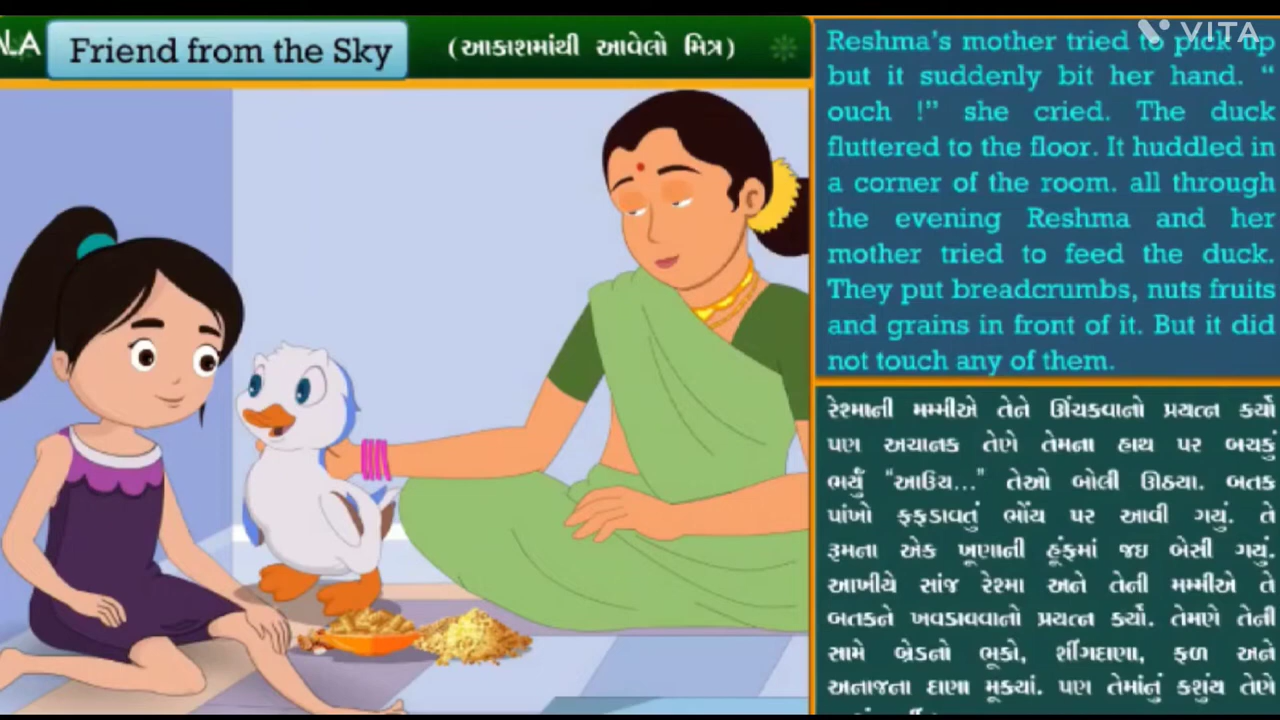 ALA Friend from the Sky (આકાશમાંથી આવેલો મિત્ર)
VITA
Reshma's mother tried to pick up
but it suddenly bit her hand. "
ouch !" she cried. The duck
fluttered to the floor. It huddled in
a corner of the room. all through
the evening Reshma and her
mother tried to feed the duck.
They put breadcrumbs, nuts fruits
and grains in front of it. But it did
not touch any of them.
રેશ્માની મમ્મીએ તેને ઊંચકવાનો પ્રયત્ન કર્યો
પણ અચાનક તેણે તેમના હાથ પર બચકું
ભર્યું "આઉચ..." તેઓ બોલી ઊઠયા. બતક
પાંખો ફફડાવતું ભોંય પર આવી ગયું. તે
રૂમના એક ખૂણાની હૂંફમાં જઇ બેસી ગયું.
આખીયે સાંજ રેશ્મા અને તેની મમ્મીએ તે
બતકને ખવડાવવાનો પ્રયત્ન કર્યો. તેમણે તેની
સામે બ્રેડનો ભૂકો, શીંગદાણા, ફળ અને
અનાજના દાણા મૂક્યાં. પણ તેમાંનું કશુંય તેણે